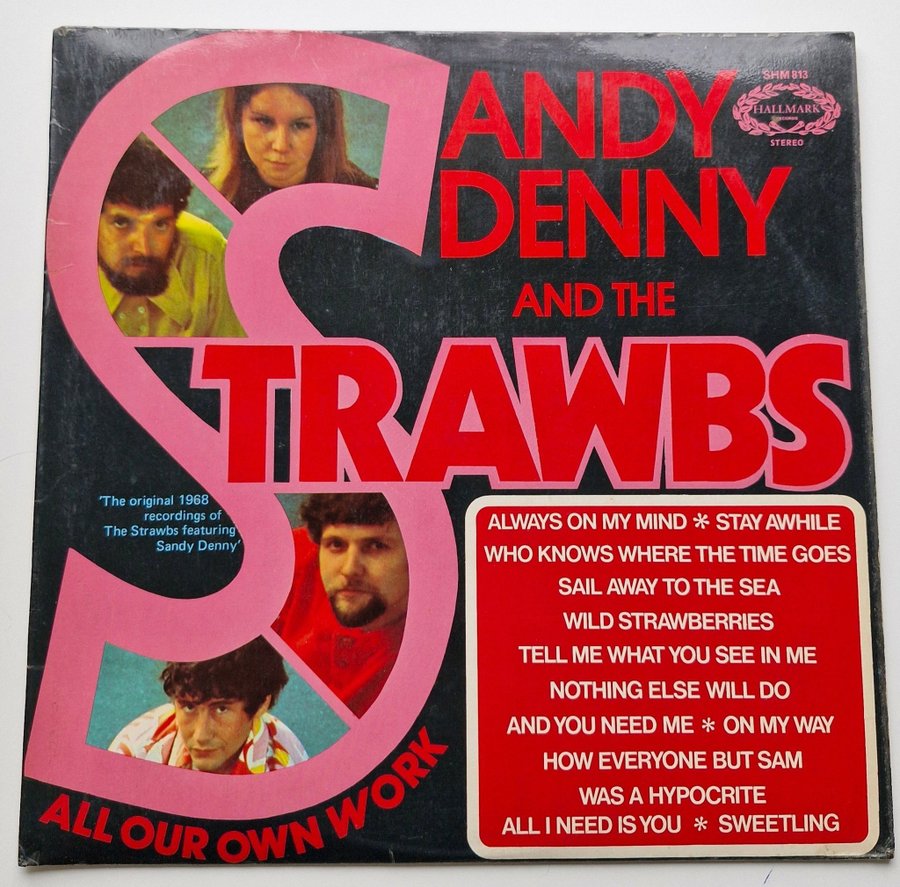 SANDY
DENNY
AND THE
STRAWBS
SHM 813
HALLMARK
RECORDS
STEREO
'The original 1968
recordings of
The Strawbs featuring
Sandy Denny'
ALWAYS ON MY MIND * STAY AWHILE
WHO KNOWS WHERE THE TIME GOES
SAIL AWAY TO THE SEA
WILD STRAWBERRIES
TELL ME WHAT YOU SEE IN ME
NOTHING ELSE WILL DO
AND YOU NEED ME * ON MY WAY
HOW EVERYONE BUT SAM
WAS A HYPOCRITE
ALL I NEED IS YOU * SWEETLING
ALL OUR OWN WORK